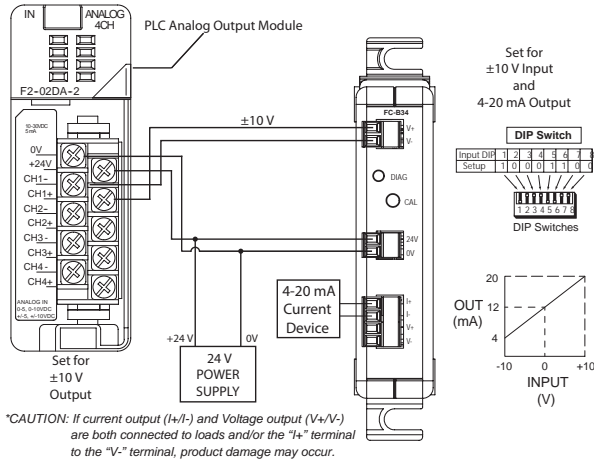 IN
ANALOG
4CH
F2-02DA-2
10-30VDC
5mA
0V
+24V
CH1-
CH1+
CH2-
CH2+
CH3-
CH3+
CH4-
CH4+
ANALOG IN
0-5, 0-10VDC
+/-5, +/-10VDC
Set for
±10 V
Output
PLC Analog Output Module
±10 V
+24 V
0V
24 V
POWER
SUPPLY
4-20 mA
Current
Device
FC-B34
V+
V-
DIAG
CAL
24V
0V
I+
I-
V+
V-
Set for
±10 V Input
and
4-20 mA Output
DIP Switch
Input DIP 1 2 3 4 5 6 7 8
Setup 1 0 0 0 1 1 0 0
1 2 3 4 5 6 7 8
DIP Switches
20
OUT 12
(mA)
4
-10 0 +10
INPUT
(V)
*CAUTION: If current output (I+/I-) and Voltage output (V+/V-)
are both connected to loads and/or the “I+” terminal
to the “V-” terminal, product damage may occur.